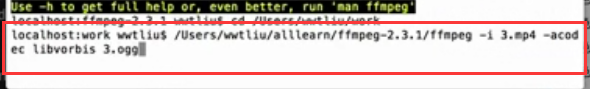 Use -h to get full help or, even better, run 'man ffmpeg'
localhost:ffmpeg-2.3.1 wwtliu$ cd /Users/wwtliu/work
localhost:work wwtliu$ /Users/wwtliu/alllearn/ffmpeg-2.3.1/ffmpeg -i 3.mp4 -acod
ec libvorbis 3.ogg